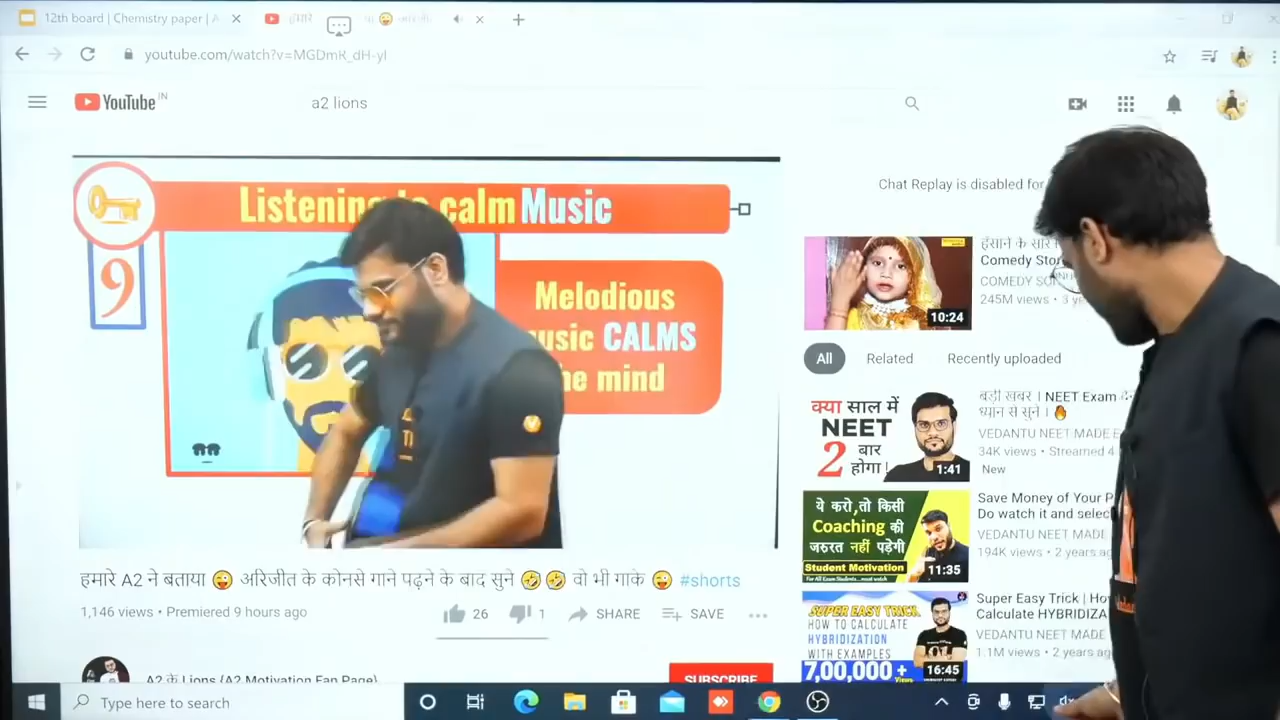 12th board | Chemistry paper | A
youtube.com/watch?v=MGDmR_dH-yI
YouTube IN
a2 lions
Listening to calm Music
9
Melodious
music CALMS
the mind
Chat Replay is disabled for
10:24
Comedy Stor
COMEDY SO
245M views • 3 ye
All
Related
Recently uploaded
क्या साल में
NEET
2 बार
होगा!
1:41
बड़ी खबर । NEET Exam
ध्यान से सुने ।
VEDANTU NEET MADE E
34K views • Streamed 4
New
ये करो,तो किसी
Coaching की
जरुरत नहीं पड़ेगी
Student Motivation
11:35
Save Money of Your P
Do watch it and selec
VEDANTU NEET MADE
194K views • 2 years ago
हमारे A2 ने बताया 😜 अरिजीत के कोनसे गाने पढ़ने के बाद सुने 🤣🤣 वो भी गाके 😜 #shorts
1,146 views • Premiered 9 hours ago
26
1
SHARE
SAVE
SUPER EASY TRICK
HOW TO CALCULATE
HYBRIDIZATION
WITH EXAMPLES
7,00,000 +
Views
16:45
Super Easy Trick | Ho
Calculate HYBRIDIZA
VEDANTU NEET MADE
1.1M views • 2 years ag
A2 के Lions {A2 Motivation Fan Page}
SUBSCRIBE
Type here to search